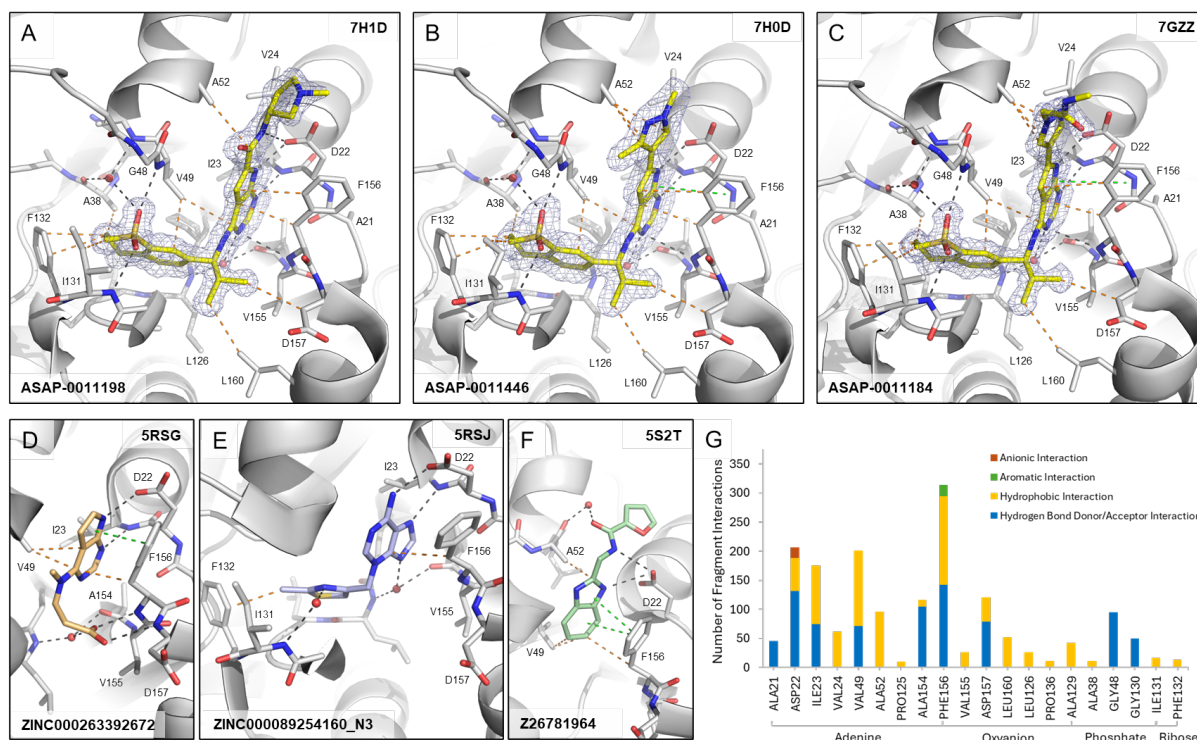 A
7H1D
V24
A52
I23
D22
G48
V49
F156
A38
A21
F132
I131
V155
D157
L126
L160
ASAP-0011198
B
7H0D
V24
A52
I23
D22
G48
V49
F156
A38
A21
F132
I131
V155
D157
L126
L160
ASAP-0011446
C
7GZZ
V24
A52
I23
D22
G48
V49
F156
A38
A21
F132
I131
V155
D157
L126
L160
ASAP-0011184
D
5RSG
D22
I23
F156
V49
A154
V155
D157
ZINC000263392672
E
5RSJ
I23
D22
F132
F156
I131
V155
D157
ZINC000089254160_N3
F
5S2T
A52
D22
V49
F156
Z26781964
G
Number of Fragment Interactions
350
300
250
200
150
100
50
0
Anionic Interaction
Aromatic Interaction
Hydrophobic Interaction
Hydrogen Bond Donor/Acceptor Interaction
ALA21
ASP22
ILE23
VAL24
VAL49
ALA52
PRO125
ALA154
PHE156
VAL155
ASP157
LEU160
LEU126
PRO136
ALA129
ALA38
GLY48
GLY130
ILE131
PHE132
Adenine
Oxyanion
Phosphate
Ribose